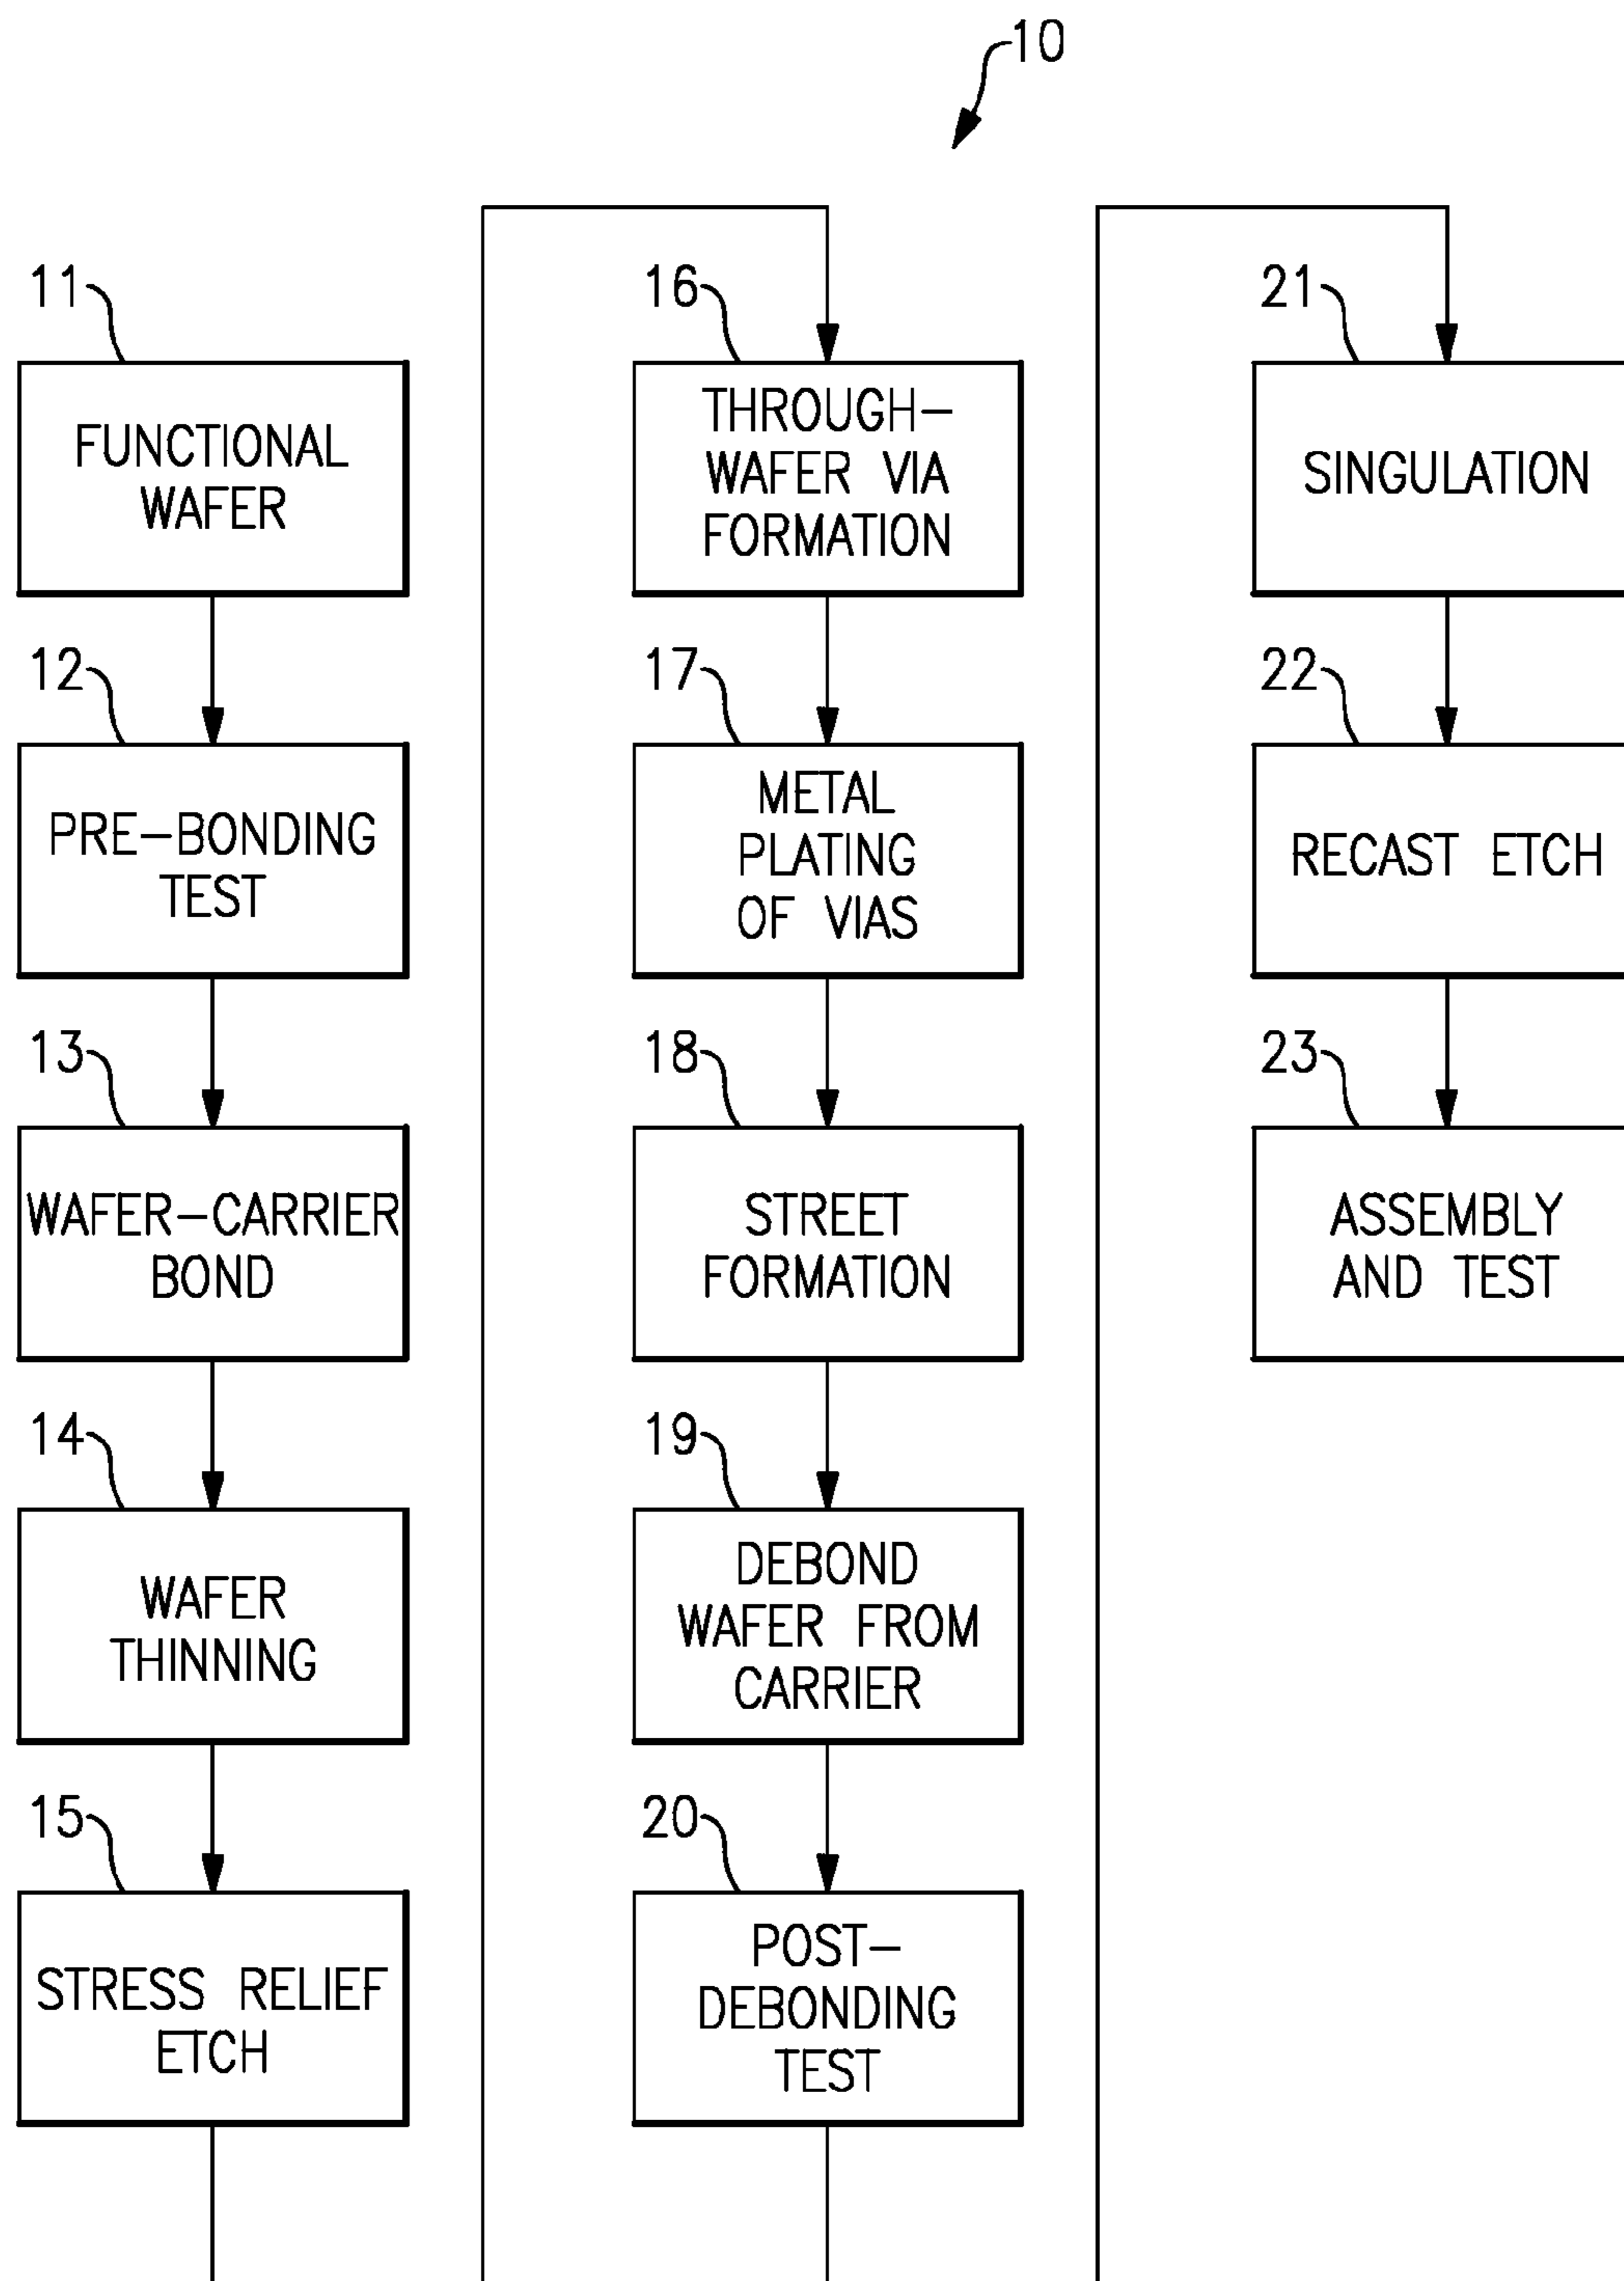 10
11
FUNCTIONAL
WAFER
12
PRE-BONDING
TEST
13
WAFER-CARRIER
BOND
14
WAFER
THINNING
15
STRESS RELIEF
ETCH
16
THROUGH-
WAFER VIA
FORMATION
17
METAL
PLATING
OF VIAS
18
STREET
FORMATION
19
DEBOND
WAFER FROM
CARRIER
20
POST-
DEBONDING
TEST
21
SINGULATION
22
RECAST ETCH
23
ASSEMBLY
AND TEST